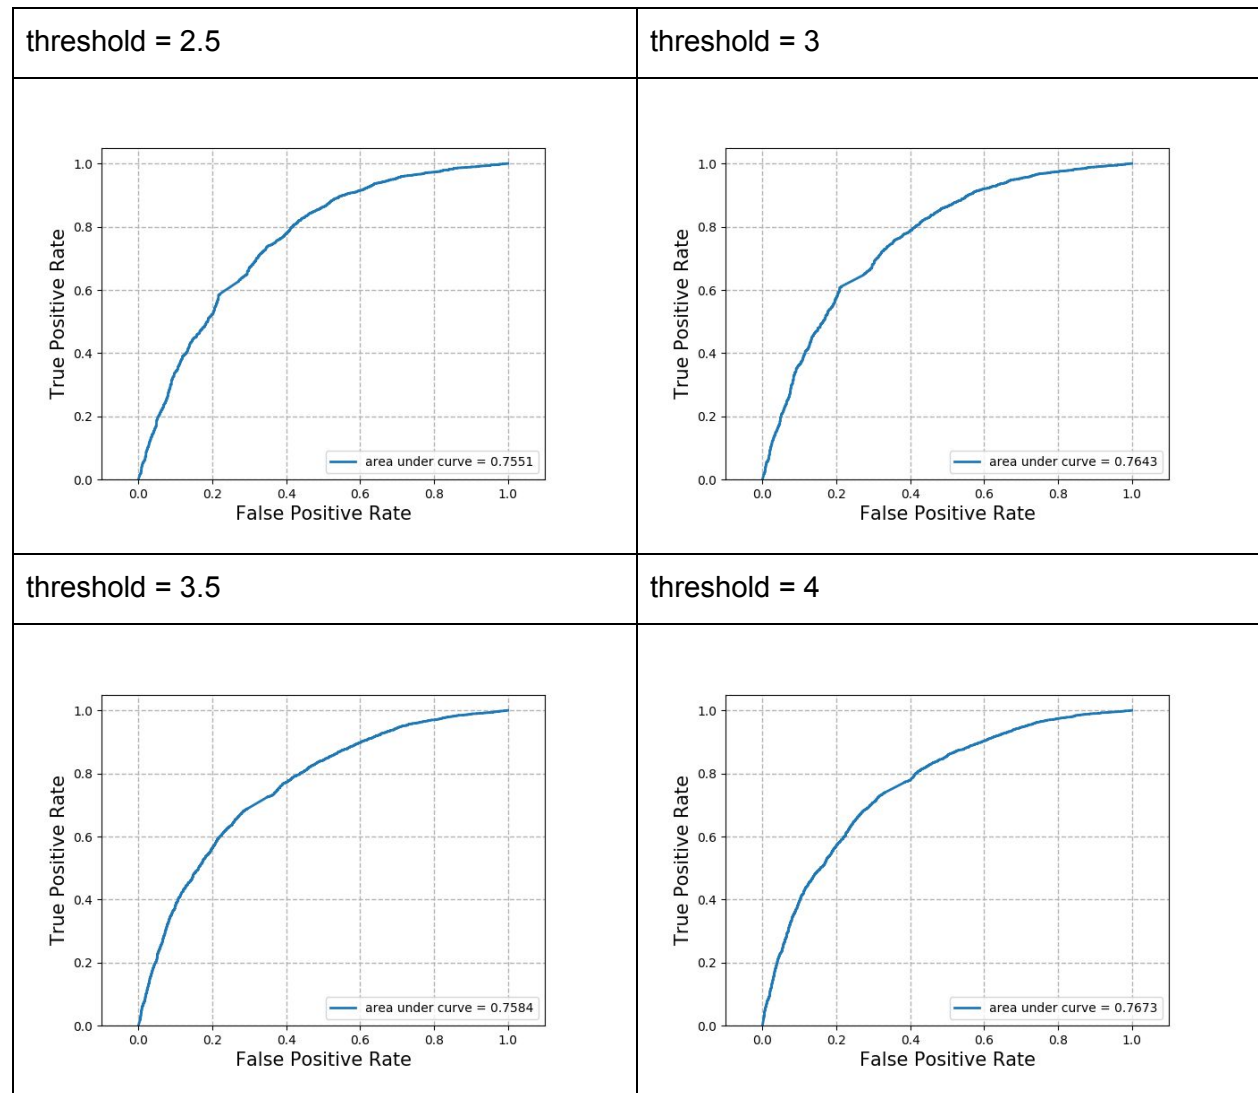 threshold = 2.5
threshold = 3
True Positive Rate
1.0
0.8
0.6
0.4
0.2
0.0
0.0 0.2 0.4 0.6 0.8 1.0
False Positive Rate
area under curve = 0.7551
True Positive Rate
1.0
0.8
0.6
0.4
0.2
0.0
0.0 0.2 0.4 0.6 0.8 1.0
False Positive Rate
area under curve = 0.7643
threshold = 3.5
threshold = 4
True Positive Rate
1.0
0.8
0.6
0.4
0.2
0.0
0.0 0.2 0.4 0.6 0.8 1.0
False Positive Rate
area under curve = 0.7584
True Positive Rate
1.0
0.8
0.6
0.4
0.2
0.0
0.0 0.2 0.4 0.6 0.8 1.0
False Positive Rate
area under curve = 0.7673